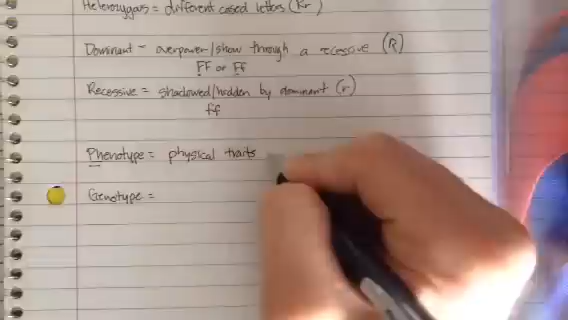 Heterozygous = different cased letters (Rr)
Dominant - overpower/show through a recessive (R)
FF or Ff
Recessive = shadowed/hidden by dominant (r)
ff
Phenotype = physical traits
Genotype =